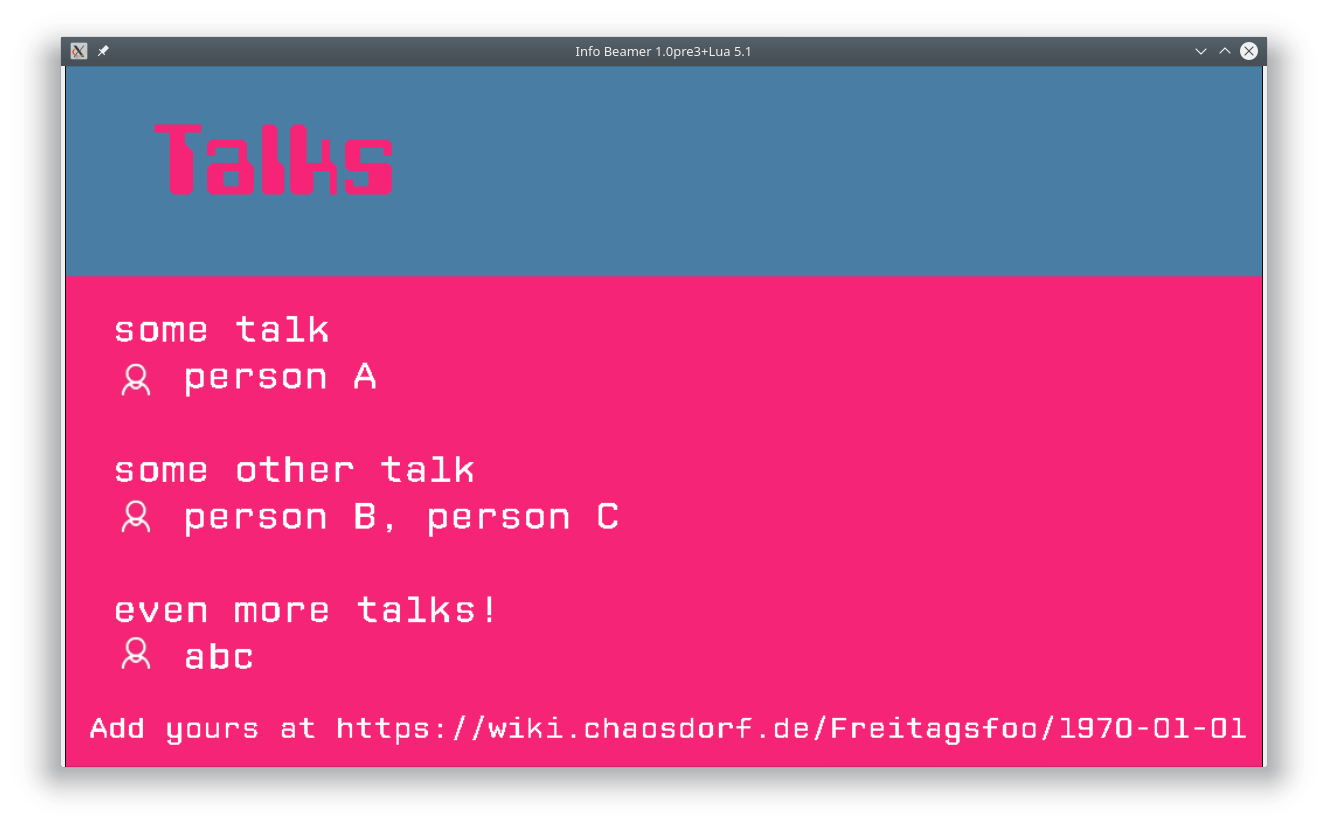 Info Beamer 1.0pre3+Lua 5.1
Talks
some talk
person A
some other talk
person B, person C
even more talks!
abc
Add yours at https://wiki.chaosdorf.de/Freitagsfoo/1970-01-01